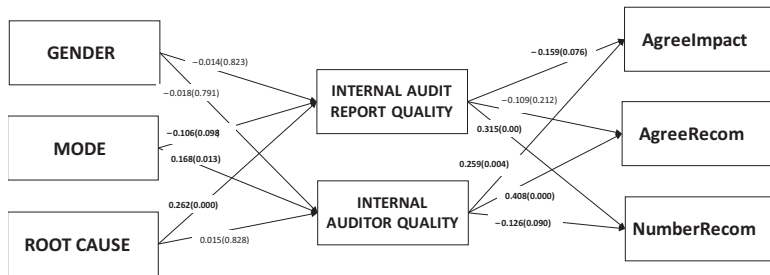 GENDER
MODE
ROOT CAUSE
−0.014(0.823)
−0.018(0.791)
−0.106(0.098
0.168(0.013)
0.262(0.000)
0.015(0.828)
INTERNAL AUDIT
REPORT QUALITY
INTERNAL
AUDITOR QUALITY
−0.159(0.076)
−0.109(0.212)
0.315(0.00)
0.259(0.004)
0.408(0.000)
−0.126(0.090)
AgreeImpact
AgreeRecom
NumberRecom